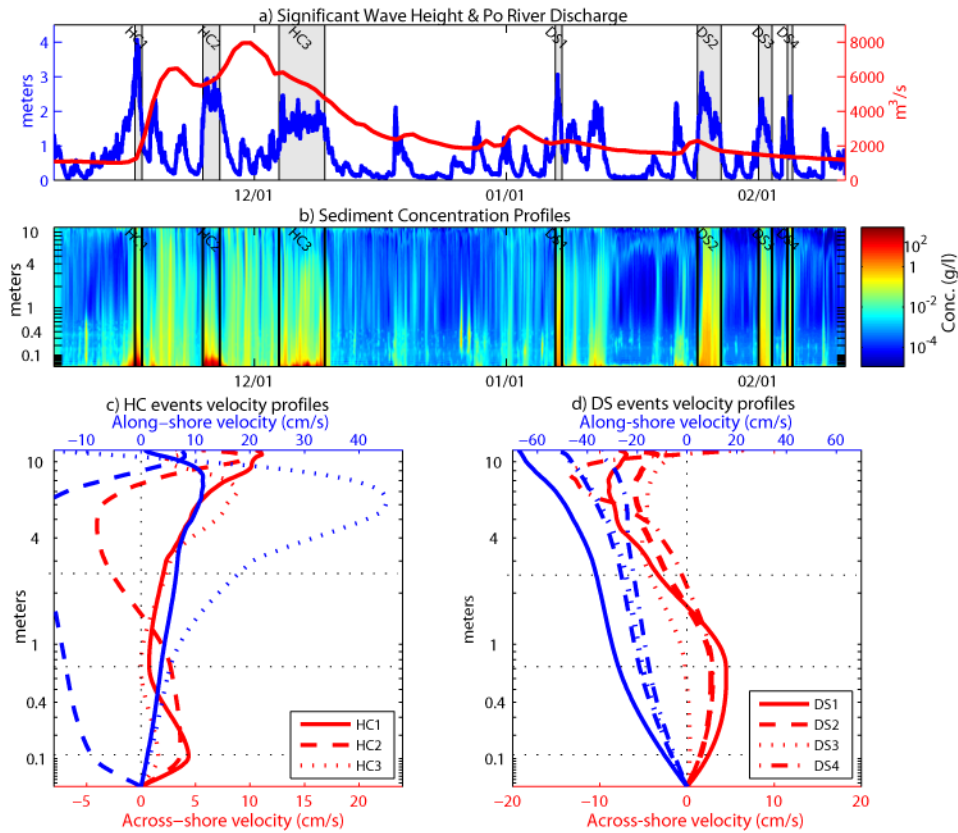 a) Significant Wave Height & Po River Discharge
HC1 HC2 HC3 DS1 DS2 DS3 DS4
4 3 2 1 0
meters
8000 6000 4000 2000 0
m³/s
12/01 01/01 02/01
b) Sediment Concentration Profiles
HC1 HC2 HC3 DS1 DS2 DS3 DS4
10 4 1 0.4 0.1
meters
10² 10⁻² 10⁻⁴
Conc. (g/l)
12/01 01/01 02/01
c) HC events velocity profiles
Along−shore velocity (cm/s)
−10 0 10 20 30 40
10 4 1 0.4 0.1
meters
HC1
HC2
HC3
−5 0 5 10 15 20
Across−shore velocity (cm/s)
d) DS events velocity profiles
Along-shore velocity (cm/s)
−60 −40 −20 0 20 40 60
10 4 1 0.4 0.1
meters
DS1
DS2
DS3
DS4
−20 −10 0 10 20
Across-shore velocity (cm/s)